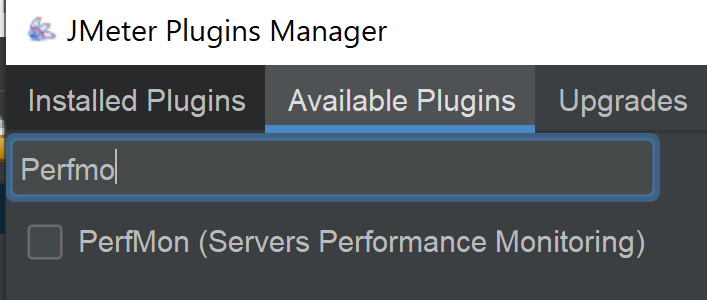 JMeter Plugins Manager
Installed Plugins Available Plugins Upgrades
Perfmo
PerfMon (Servers Performance Monitoring)